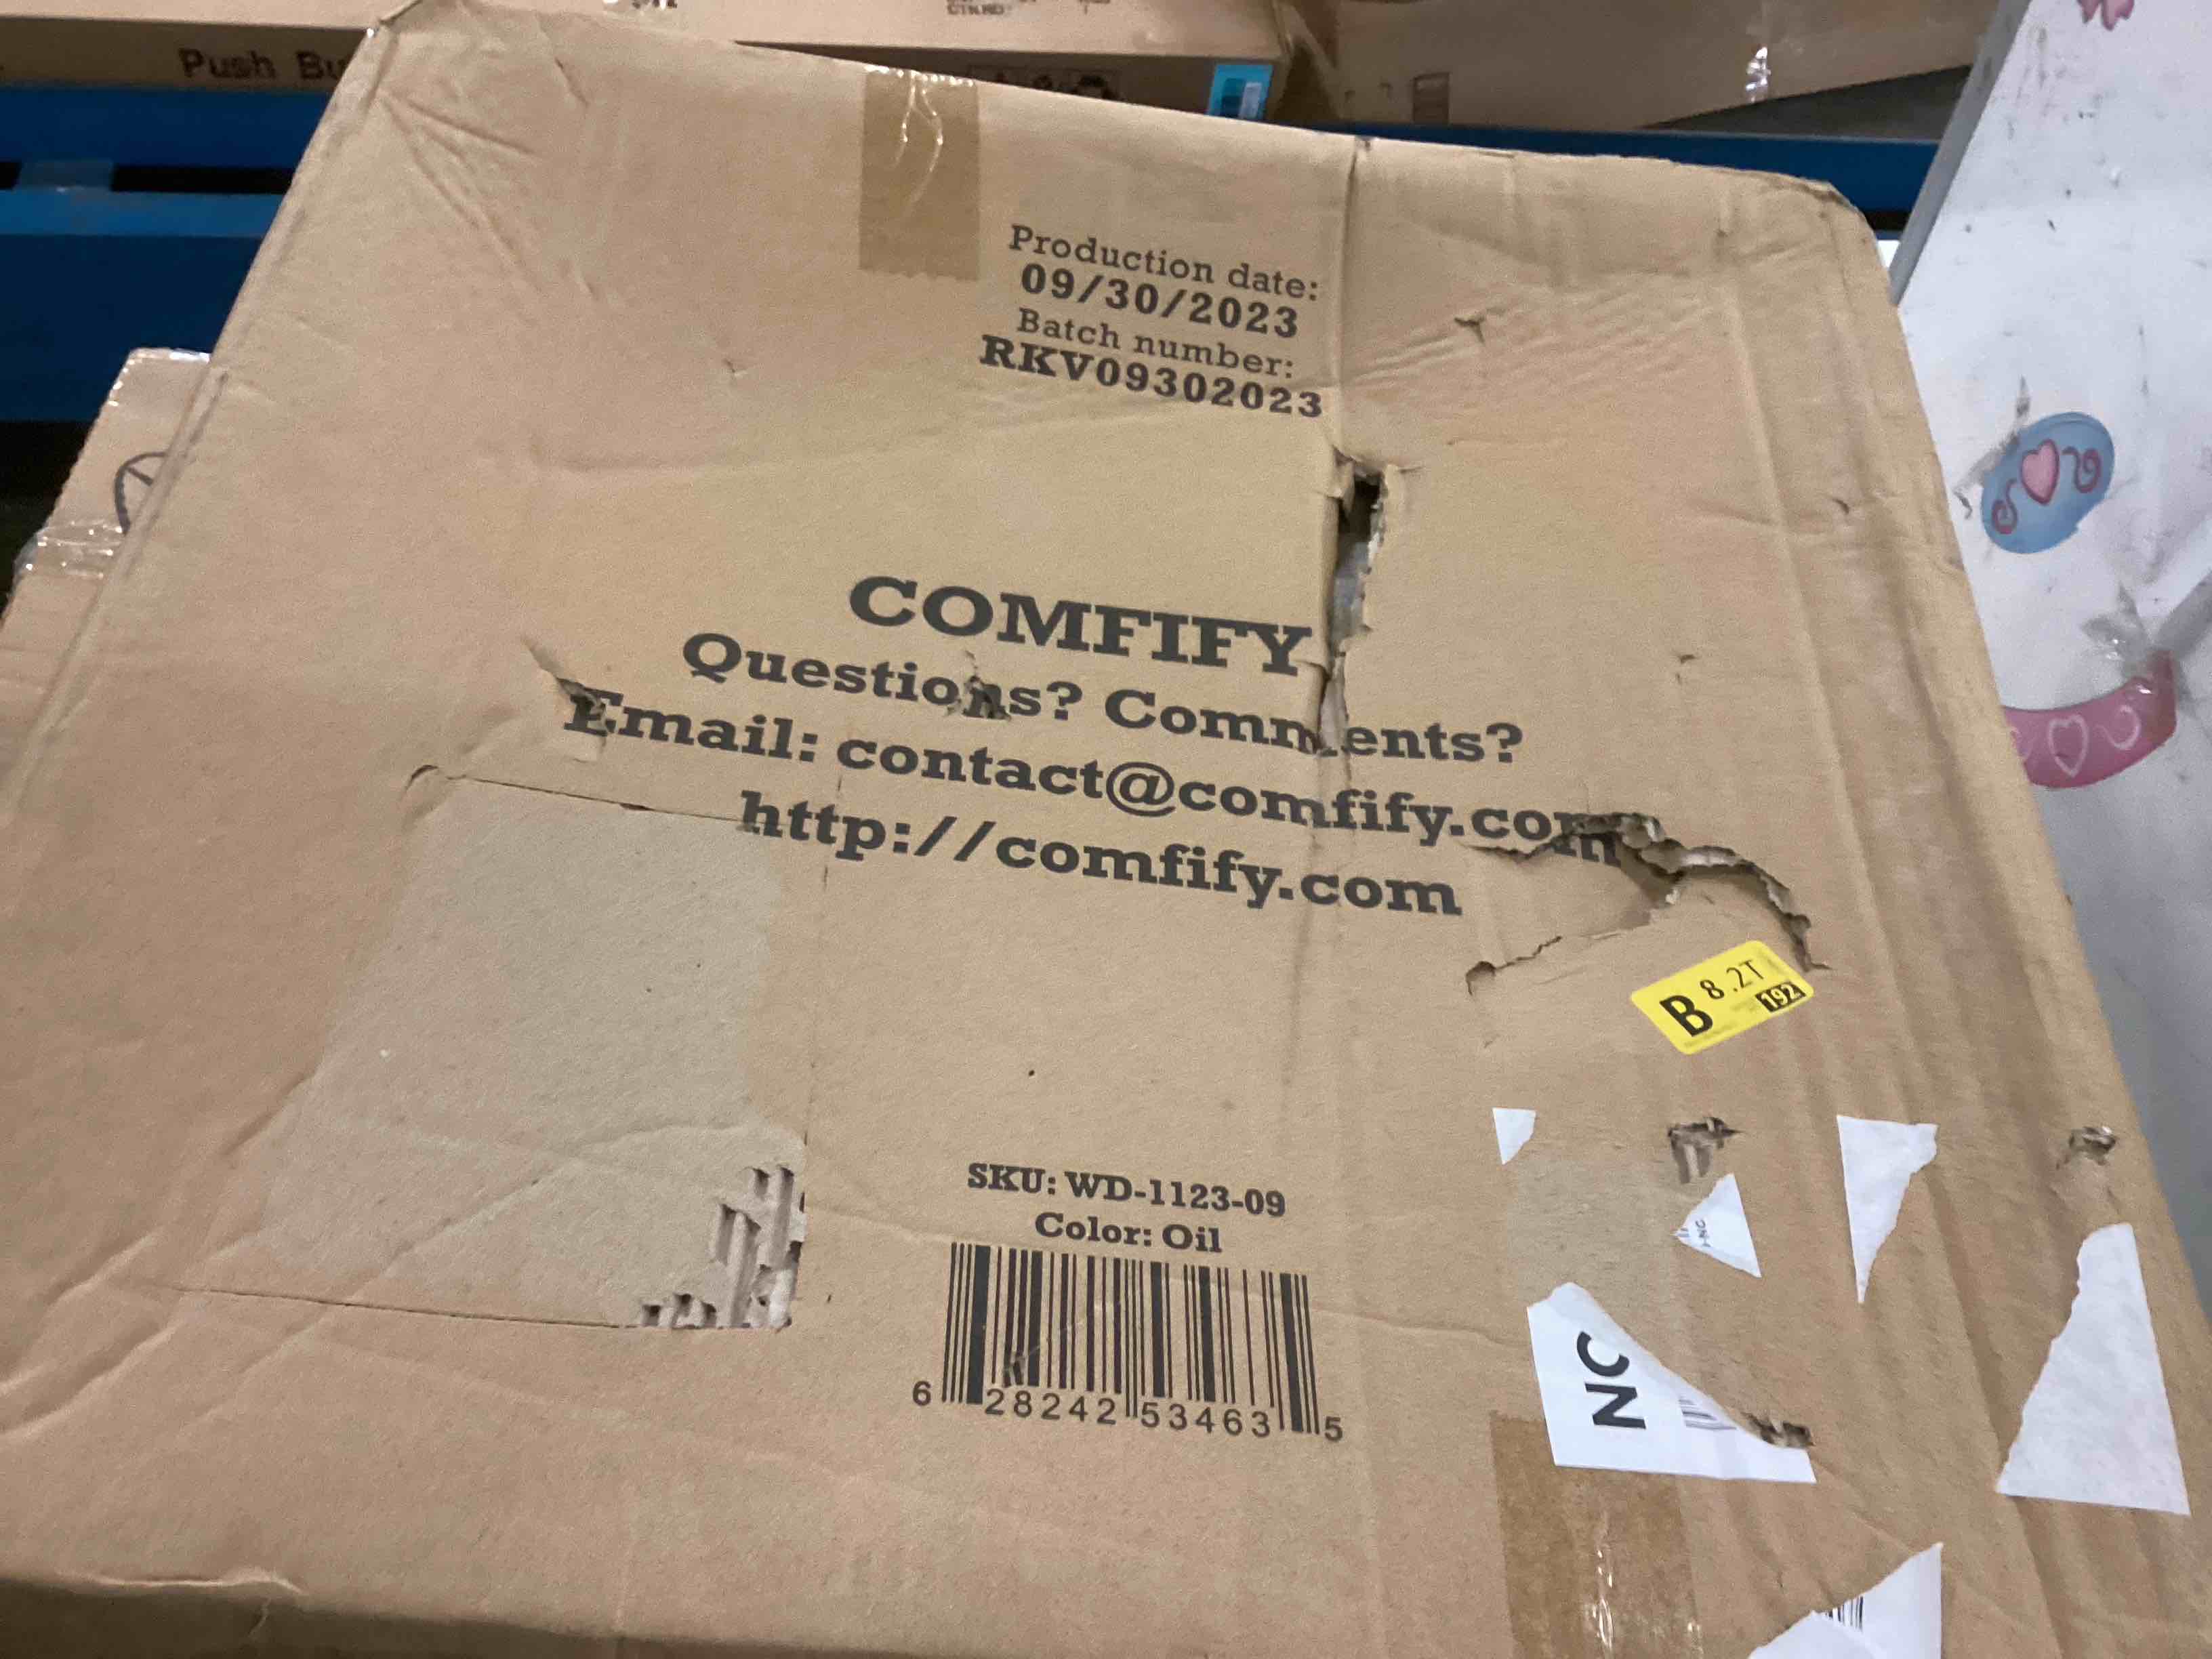 Push Bu
Production date:
09/30/2023
Batch number:
RKV09302023
COMFIFY
Questions? Comments?
Email: contact@comfify.com
http://comfify.com
B 8.2T
192
SKU: WD-1123-09
Color: Oil
6 28242 53463 5
NC